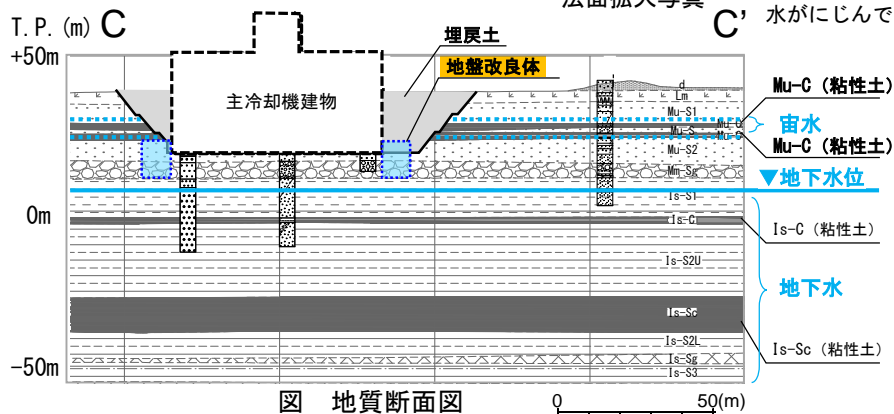 法面拡大写真
T.P.(m) C
C' 水がにじんで
+50m
埋戻土
地盤改良体
主冷却機建物
d
Lm
Mu-S1
Mu-C
Mu-S
Mu-C
Mu-S2
Mm-Sg
Mu-C (粘性土)
宙水
Mu-C (粘性土)
▼地下水位
0m
Is-S1
Is-C
Is-C (粘性土)
Is-S2U
地下水
Is-Sc
Is-S2L
Is-Sc (粘性土)
Is-Sg
Is-S3
-50m
図 地質断面図
0 50(m)